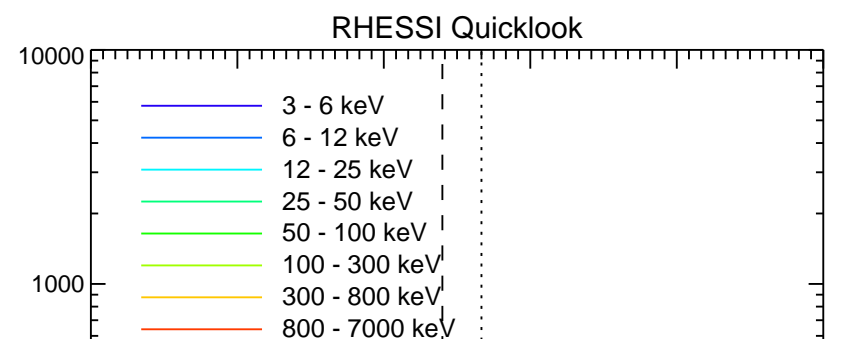 RHESSI Quicklook
10000
3 - 6 keV
6 - 12 keV
12 - 25 keV
25 - 50 keV
50 - 100 keV
100 - 300 keV
1000
300 - 800 keV
800 - 7000 keV